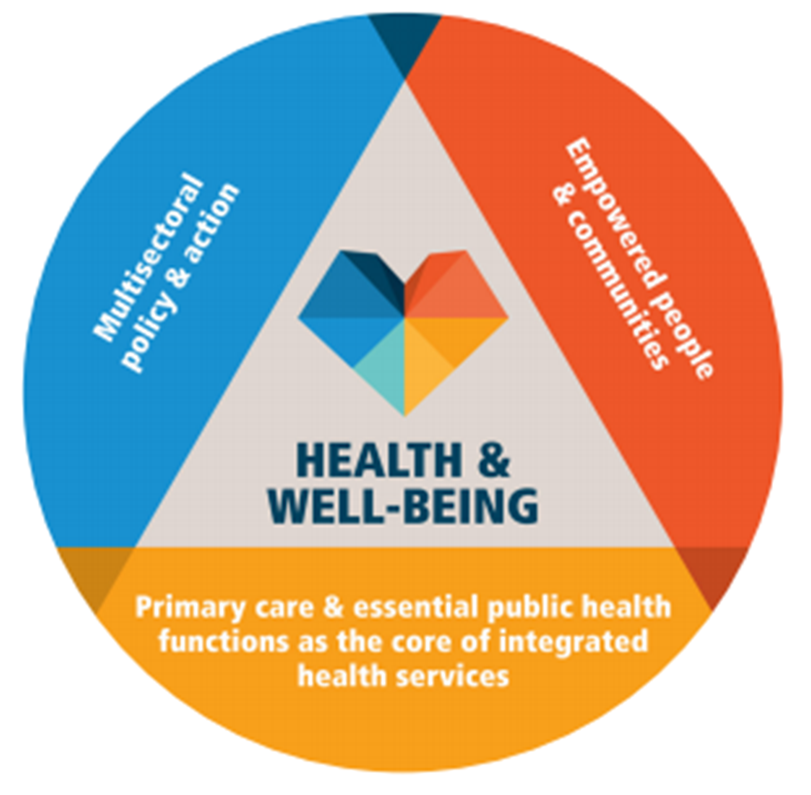 Multisectoral
policy & action
Empowered people
& communities
HEALTH &
WELL-BEING
Primary care & essential public health
functions as the core of integrated
health services